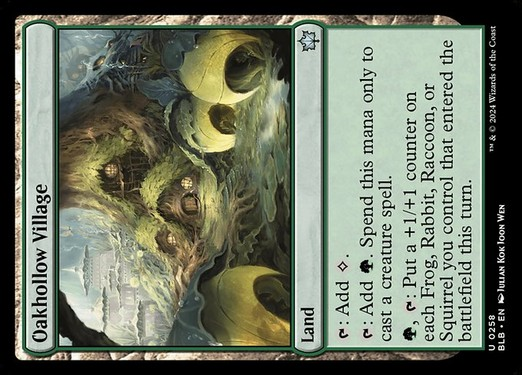 Oakhollow Village
Land
: Add .
: Add . Spend this mana only to
cast a creature spell.
, : Put a +1/+1 counter on
each Frog, Rabbit, Raccoon, or
Squirrel you control that entered the
battlefield this turn.
U 0258
BLB • EN Julian Kok Joon Wen
™ & © 2024 Wizards of the Coast